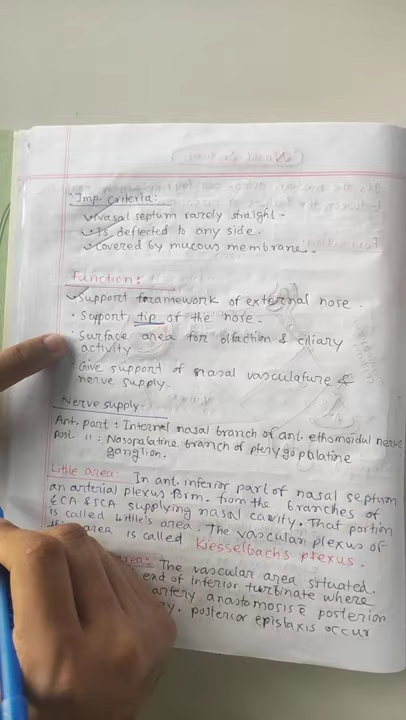 Imp. criteria:
Nasal septum rarely straight -
Is deflected to any side.
covered by mucous membrane.
Function:
Support framework of external nose.
Support tip of the nose.
Surface area for olfaction & ciliary
activity
Give support of nasal vasculature &
nerve supply.
Nerve supply.
Ant. part : Internal nasal branch of ant. ethomoidal nerve
post. " : Nasopalatine branch of pterygopalatine
ganglion.
Little area: In ant. inferior part of nasal septum
an arterial plexus form. from the branches of
ECA & ICA supplying nasal cavity. That portion
is called Little's area. The vascular plexus of
area is called Kiesselbach's plexus.
area: The vascular area situated.
end of inferior turbinate where
artery anastomosis posterior
posterior epistaxis occur